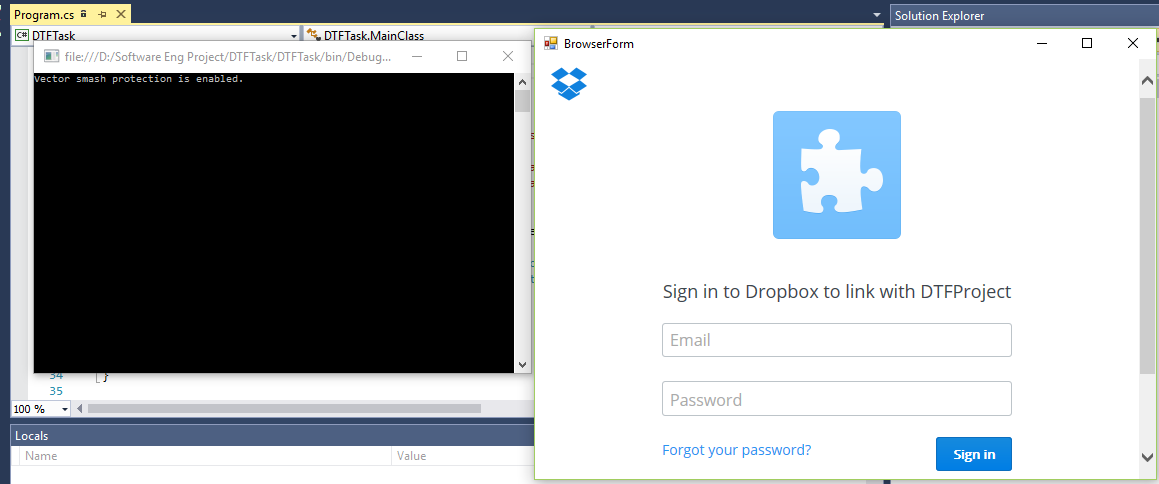 Program.cs
Solution Explorer
C# DTFTask
DTFTask.MainClass
file:///D:/Software Eng Project/DTFTask/DTFTask/bin/Debug...
Vector smash protection is enabled.
34
}
35
100 %
Locals
Name
Value
BrowserForm
Sign in to Dropbox to link with DTFProject
Email
Password
Forgot your password?
Sign in